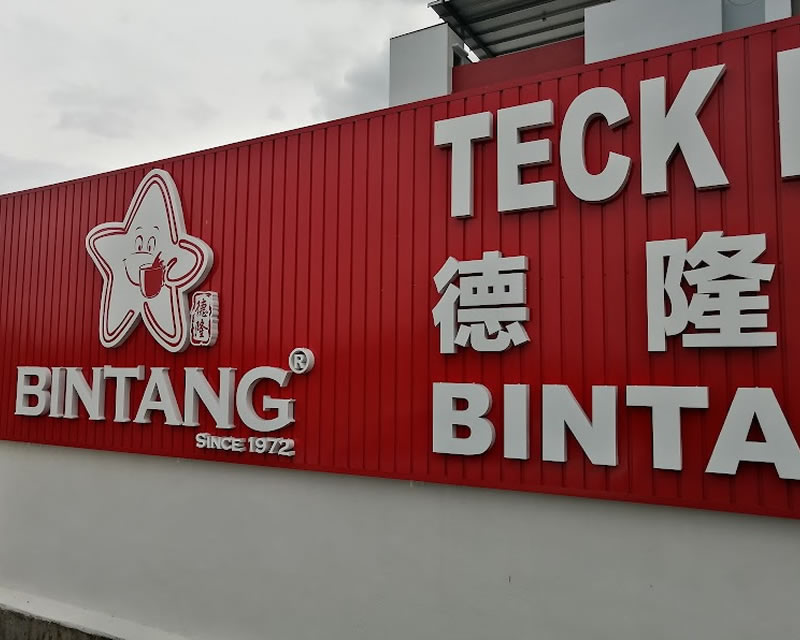 德隆
BINTANG®
SINCE 1972
TECK
德隆
BINTA